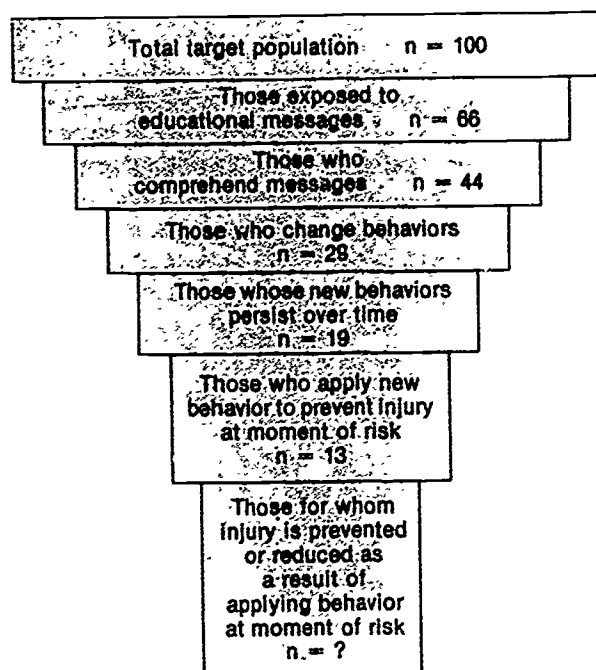 Total target population n = 100
Those exposed to
educational messages n = 66
Those who
comprehend messages n = 44
Those who change behaviors
n = 29
Those whose new behaviors
persist over time
n = 19
Those who apply new
behavior to prevent injury
at moment of risk
n = 13
Those for whom
injury is prevented
or reduced as
a result of
applying behavior
at moment of risk
n = ?